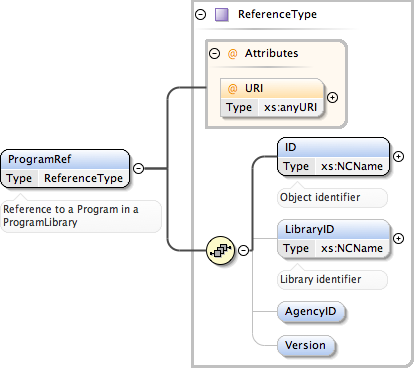 ReferenceType
@ Attributes
@ URI
Type xs:anyURI
ProgramRef
Type ReferenceType
Reference to a Program in a
ProgramLibrary
ID
Type xs:NCName
Object identifier
LibraryID
Type xs:NCName
Library identifier
AgencyID
Version